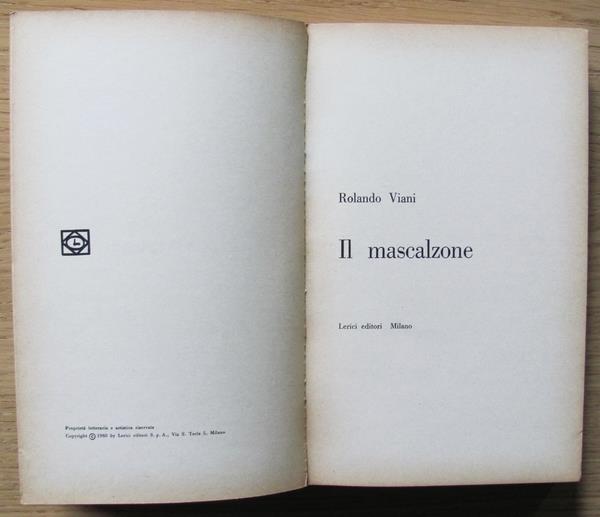 Proprietà letteraria e artistica riservata
Copyright © 1960 by Lerici editori S. p. A., Via S. Tecla 5, Milano
Rolando Viani
Il mascalzone
Lerici editori Milano